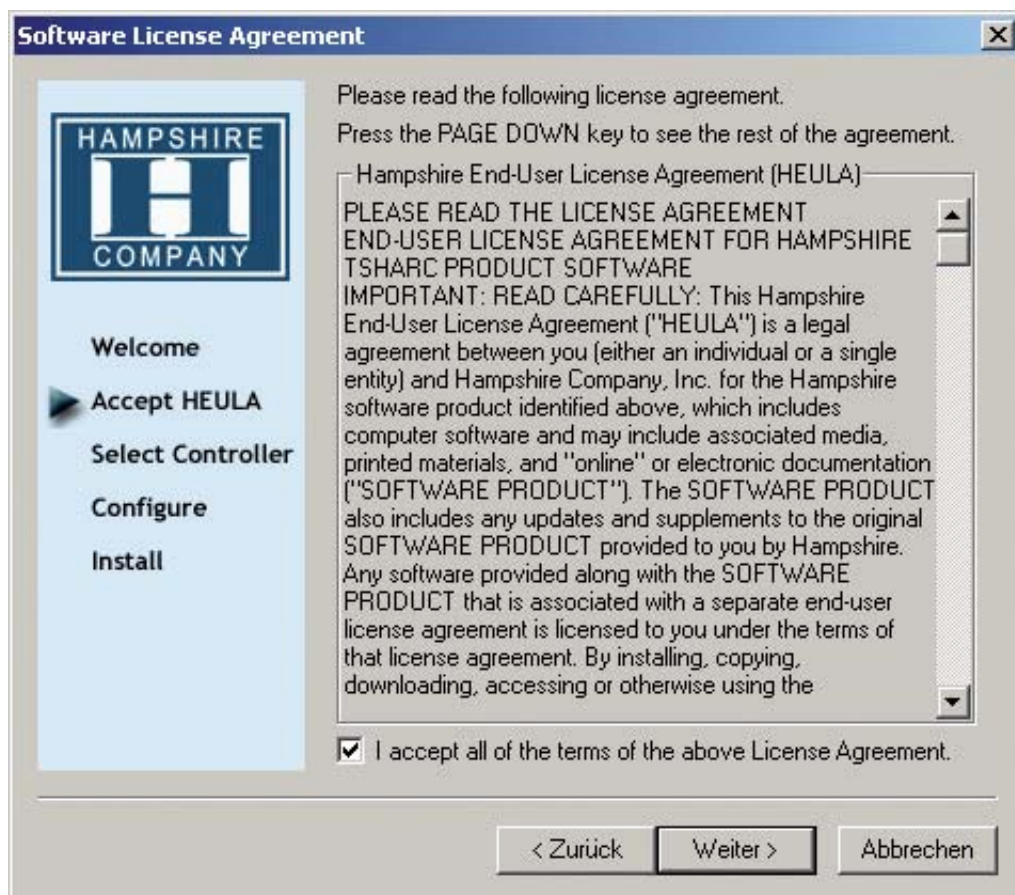 Software License Agreement
HAMPSHIRE
COMPANY
Welcome
Accept HEULA
Select Controller
Configure
Install
Please read the following license agreement.
Press the PAGE DOWN key to see the rest of the agreement.
Hampshire End-User License Agreement (HEULA)
PLEASE READ THE LICENSE AGREEMENT
END-USER LICENSE AGREEMENT FOR HAMPSHIRE
TSHARC PRODUCT SOFTWARE
IMPORTANT: READ CAREFULLY: This Hampshire
End-User License Agreement ("HEULA") is a legal
agreement between you (either an individual or a single
entity) and Hampshire Company, Inc. for the Hampshire
software product identified above, which includes
computer software and may include associated media,
printed materials, and "online" or electronic documentation
("SOFTWARE PRODUCT"). The SOFTWARE PRODUCT
also includes any updates and supplements to the original
SOFTWARE PRODUCT provided to you by Hampshire.
Any software provided along with the SOFTWARE
PRODUCT that is associated with a separate end-user
license agreement is licensed to you under the terms of
that license agreement. By installing, copying,
downloading, accessing or otherwise using the
I accept all of the terms of the above License Agreement.
< Zurück
Weiter >
Abbrechen